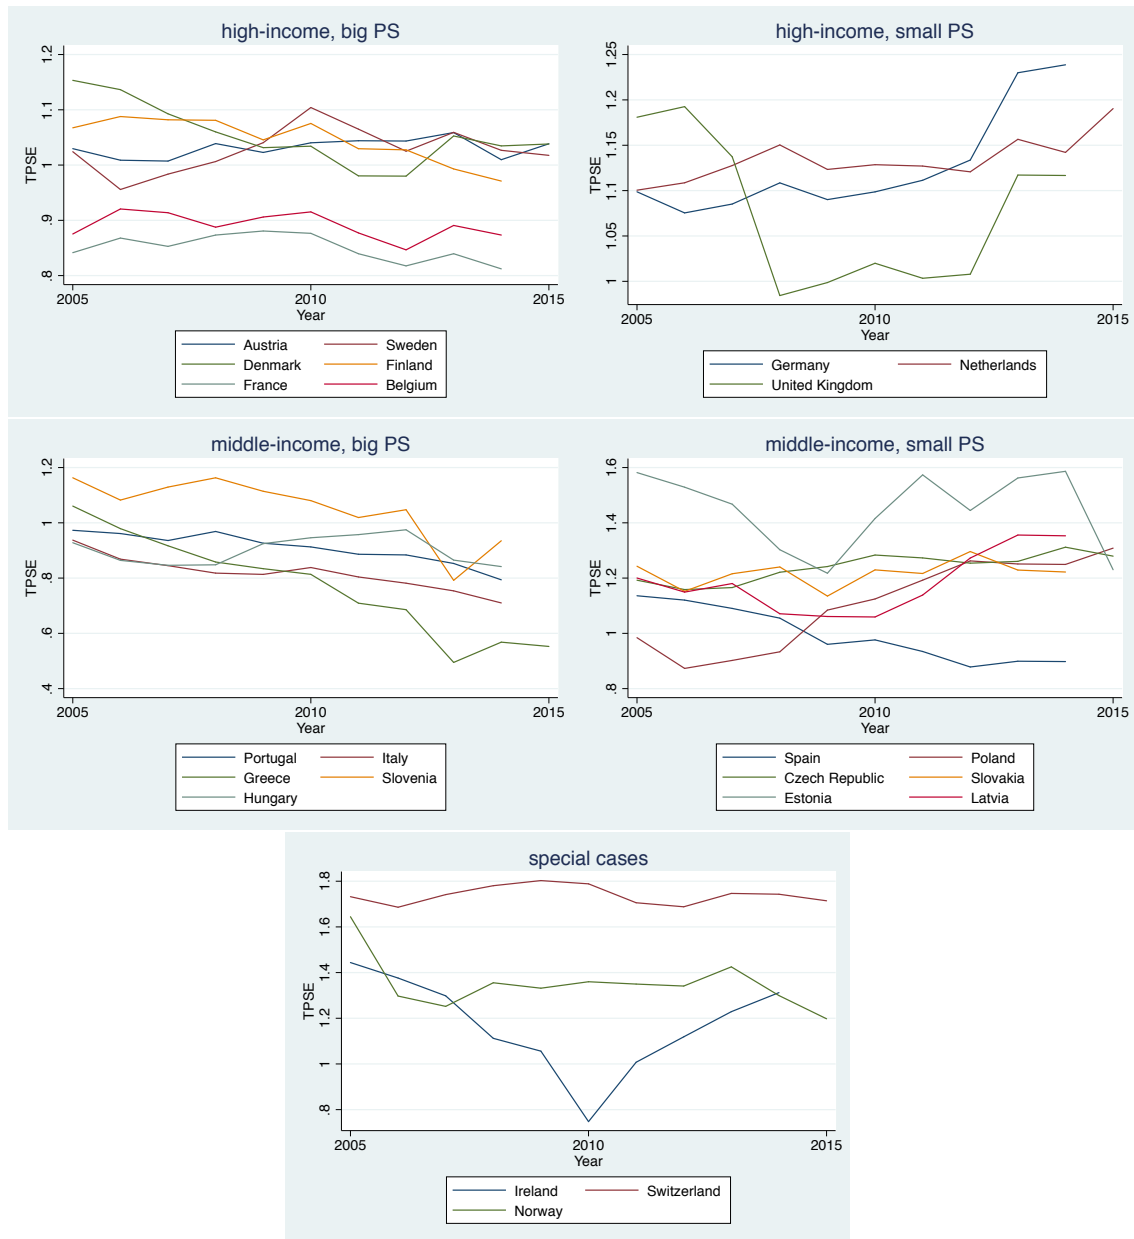 high-income, big PS
TPSE
1.2
1.1
1
.9
.8
2005 2010 2015
Year
Austria Sweden
Denmark Finland
France Belgium
high-income, small PS
TPSE
1.25
1.2
1.15
1.1
1.05
1
2005 2010 2015
Year
Germany Netherlands
United Kingdom
middle-income, big PS
TPSE
1.2
1
.8
.6
.4
2005 2010 2015
Year
Portugal Italy
Greece Slovenia
Hungary
middle-income, small PS
TPSE
1.6
1.4
1.2
1
.8
2005 2010 2015
Year
Spain Poland
Czech Republic Slovakia
Estonia Latvia
special cases
TPSE
1.8
1.6
1.4
1.2
1
.8
2005 2010 2015
Year
Ireland Switzerland
Norway